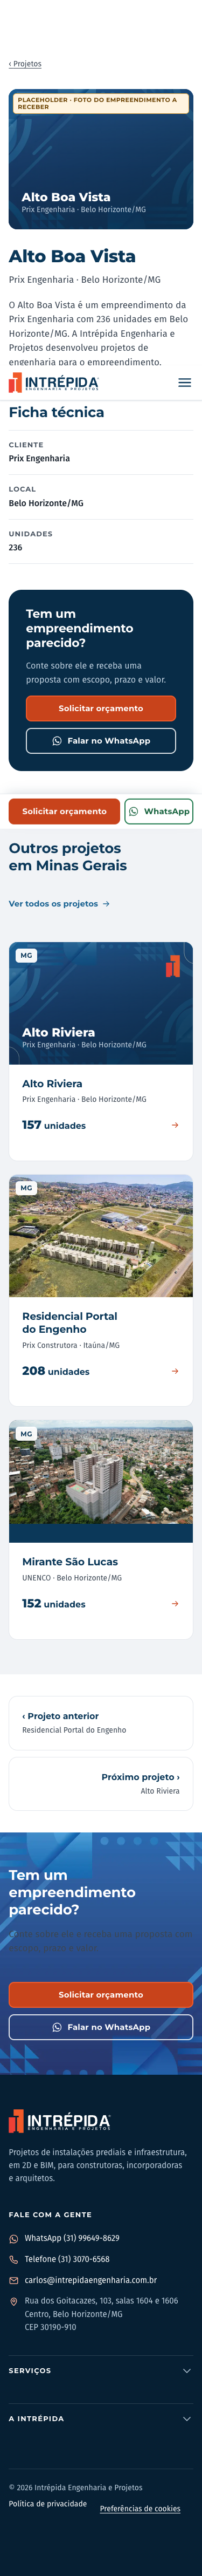 ‹ Projetos
PLACEHOLDER · FOTO DO EMPREENDIMENTO A
RECEBER
Alto Boa Vista
Prix Engenharia · Belo Horizonte/MG
Alto Boa Vista
Prix Engenharia · Belo Horizonte/MG
O Alto Boa Vista é um empreendimento da
Prix Engenharia com 236 unidades em Belo
Horizonte/MG. A Intrépida Engenharia e
Projetos desenvolveu projetos de
engenharia para o empreendimento.
INTRÉPIDA
ENGENHARIA E PROJETOS
Ficha técnica
CLIENTE
Prix Engenharia
LOCAL
Belo Horizonte/MG
UNIDADES
236
Tem um
empreendimento
parecido?
Conte sobre ele e receba uma
proposta com escopo, prazo e valor.
Solicitar orçamento
Falar no WhatsApp
Solicitar orçamento
WhatsApp
Outros projetos
em Minas Gerais
Ver todos os projetos →
MG
Alto Riviera
Prix Engenharia · Belo Horizonte/MG
Alto Riviera
Prix Engenharia · Belo Horizonte/MG
157 unidades →
MG
Residencial Portal
do Engenho
Prix Construtora · Itaúna/MG
208 unidades →
MG
Mirante São Lucas
UNENCO · Belo Horizonte/MG
152 unidades →
‹ Projeto anterior
Residencial Portal do Engenho
Próximo projeto ›
Alto Riviera
Tem um
empreendimento
parecido?
Solicitar orçamento
Falar no WhatsApp
INTRÉPIDA
ENGENHARIA E PROJETOS
Projetos de instalações prediais e infraestrutura,
em 2D e BIM, para construtoras, incorporadoras
e arquitetos.
FALE COM A GENTE
WhatsApp (31) 99649-8629
Telefone (31) 3070-6568
carlos@intrepidaengenharia.com.br
Rua dos Goitacazes, 103, salas 1604 e 1606
Centro, Belo Horizonte/MG
CEP 30190-910
SERVIÇOS
A INTRÉPIDA
© 2026 Intrépida Engenharia e Projetos
Política de privacidade
Preferências de cookies